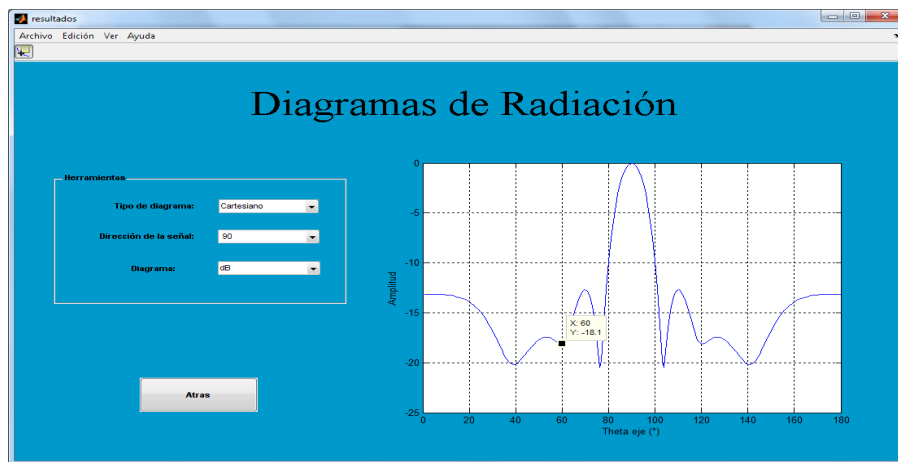 resultados
Archivo Edición Ver Ayuda
Diagramas de Radiación
Herramientas
Tipo de diagrama: Cartesiano
Dirección de la señal: 90
Diagrama: dB
Atras
0
-5
-10
-15
-20
-25
Amplitud
X: 60
Y: -18.1
0 20 40 60 80 100 120 140 160 180
Theta eje (°)